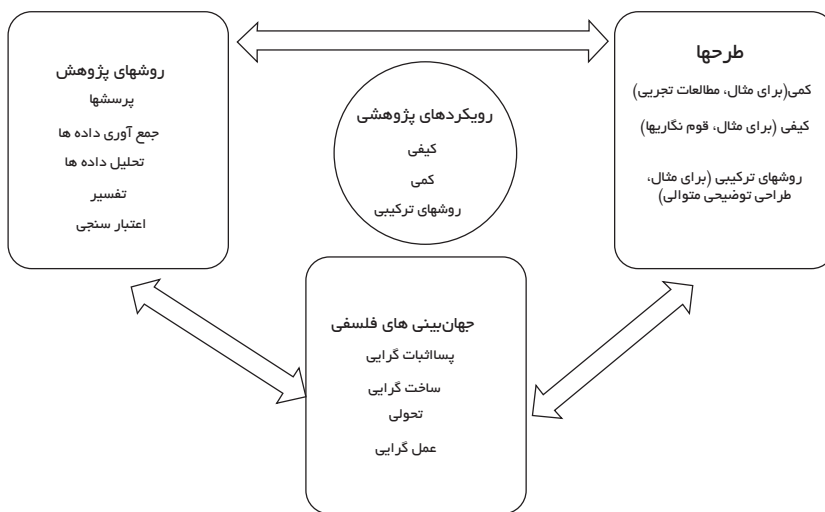 طرحها
کمی(برای مثال، مطالعات تجربی)
کیفی (برای مثال، قوم نگاریها)
روشهای ترکیبی (برای مثال،
طراحی توضیحی متوالی)
رویکردهای پژوهشی
کیفی
کمی
روشهای ترکیبی
روشهای پژوهش
پرسشها
جمع آوری داده ها
تحلیل داده ها
تفسیر
اعتبار سنجی
جهان‌بینی های فلسفی
پسااثبات گرایی
ساخت گرایی
تحولی
عمل گرایی